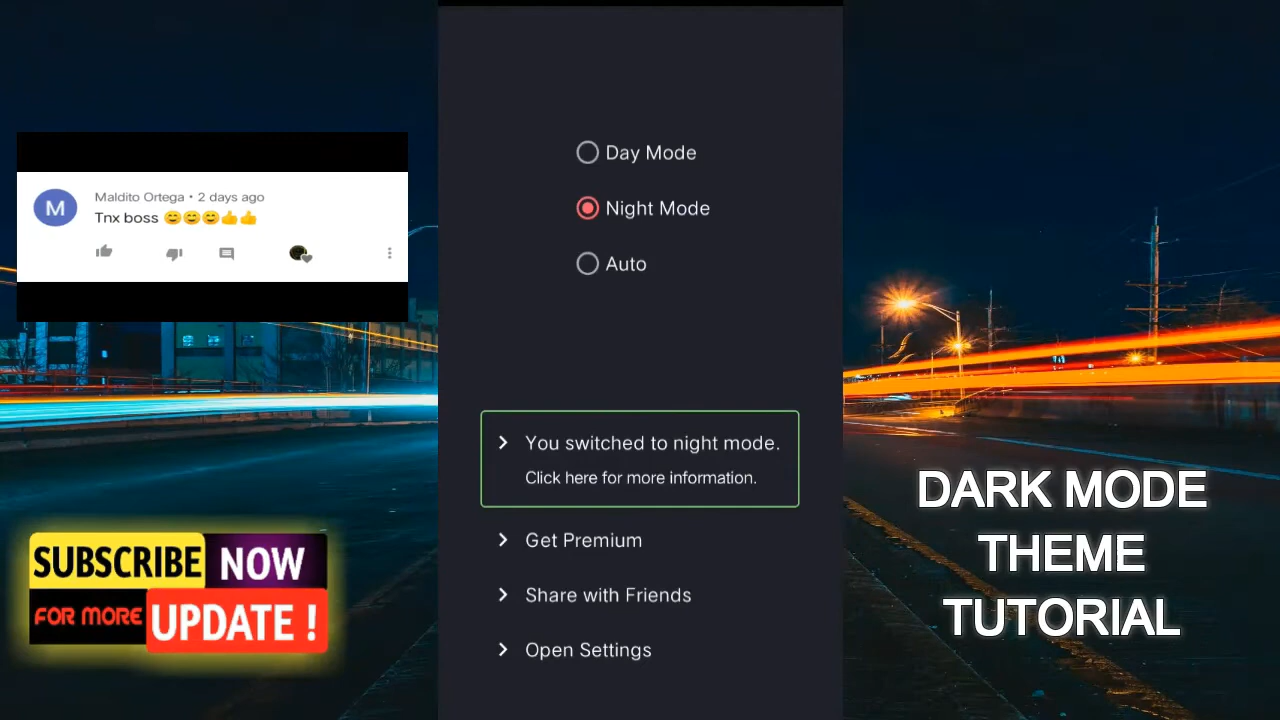 Maldito Ortega • 2 days ago
Tnx boss 😊😊😊👍👍
M
SUBSCRIBE NOW
FOR MORE UPDATE !
Day Mode
Night Mode
Auto
You switched to night mode.
Click here for more information.
Get Premium
Share with Friends
Open Settings
DARK MODE
THEME
TUTORIAL